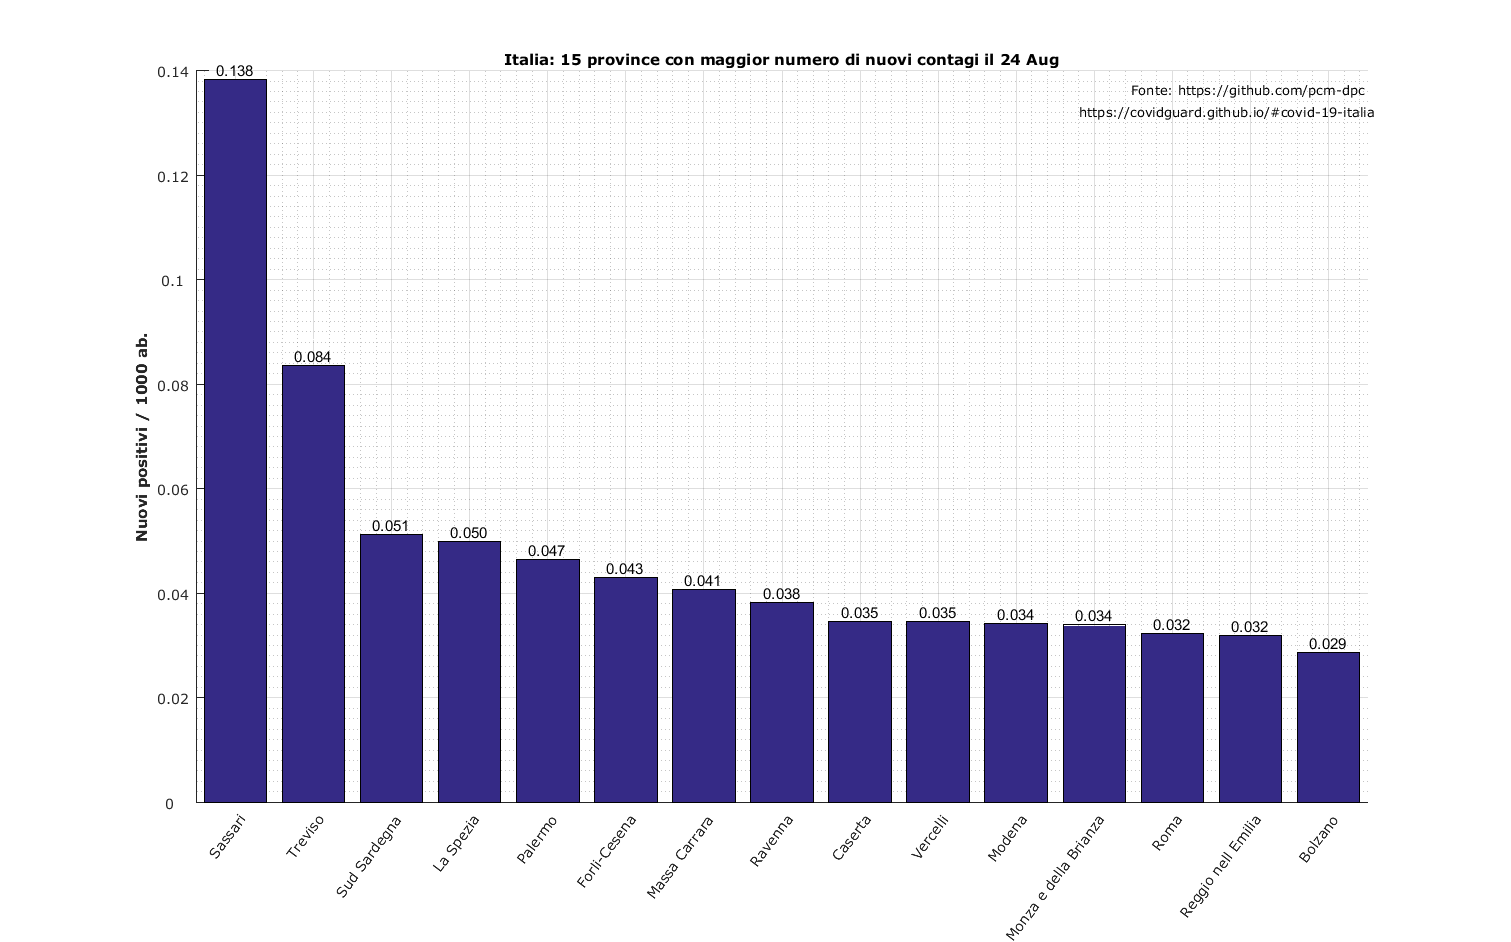 Italia: 15 province con maggior numero di nuovi contagi il 24 Aug
Fonte: https://github.com/pcm-dpc
https://covidguard.github.io/#covid-19-italia
Nuovi positivi / 1000 ab.
0.14
0.12
0.1
0.08
0.06
0.04
0.02
0
0.138
0.084
0.051
0.050
0.047
0.043
0.041
0.038
0.035
0.035
0.034
0.034
0.032
0.032
0.029
Sassari
Treviso
Sud Sardegna
La Spezia
Palermo
Forlì-Cesena
Massa Carrara
Ravenna
Caserta
Vercelli
Modena
Monza e della Brianza
Roma
Reggio nell Emilia
Bolzano